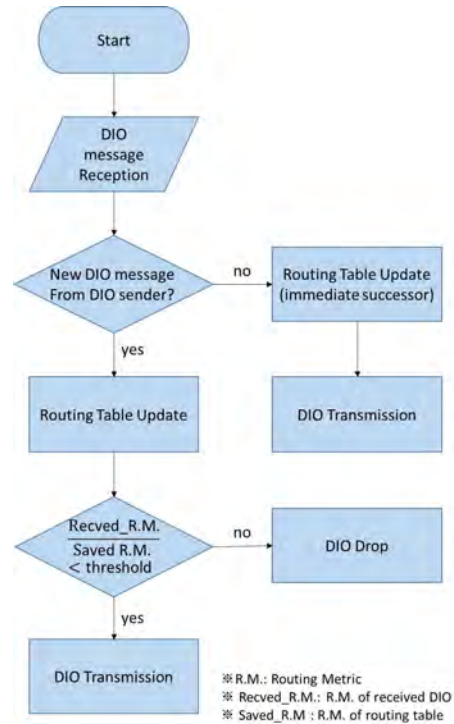 Start
DIO
message
Reception
New DIO message
From DIO sender?
no
Routing Table Update
(immediate successor)
yes
Routing Table Update
DIO Transmission
Recved_R.M.
Saved R.M.
< threshold
no
DIO Drop
yes
DIO Transmission
※R.M.: Routing Metric
※ Recved_R.M.: R.M. of received DIO
※ Saved_R.M : R.M. of routing table